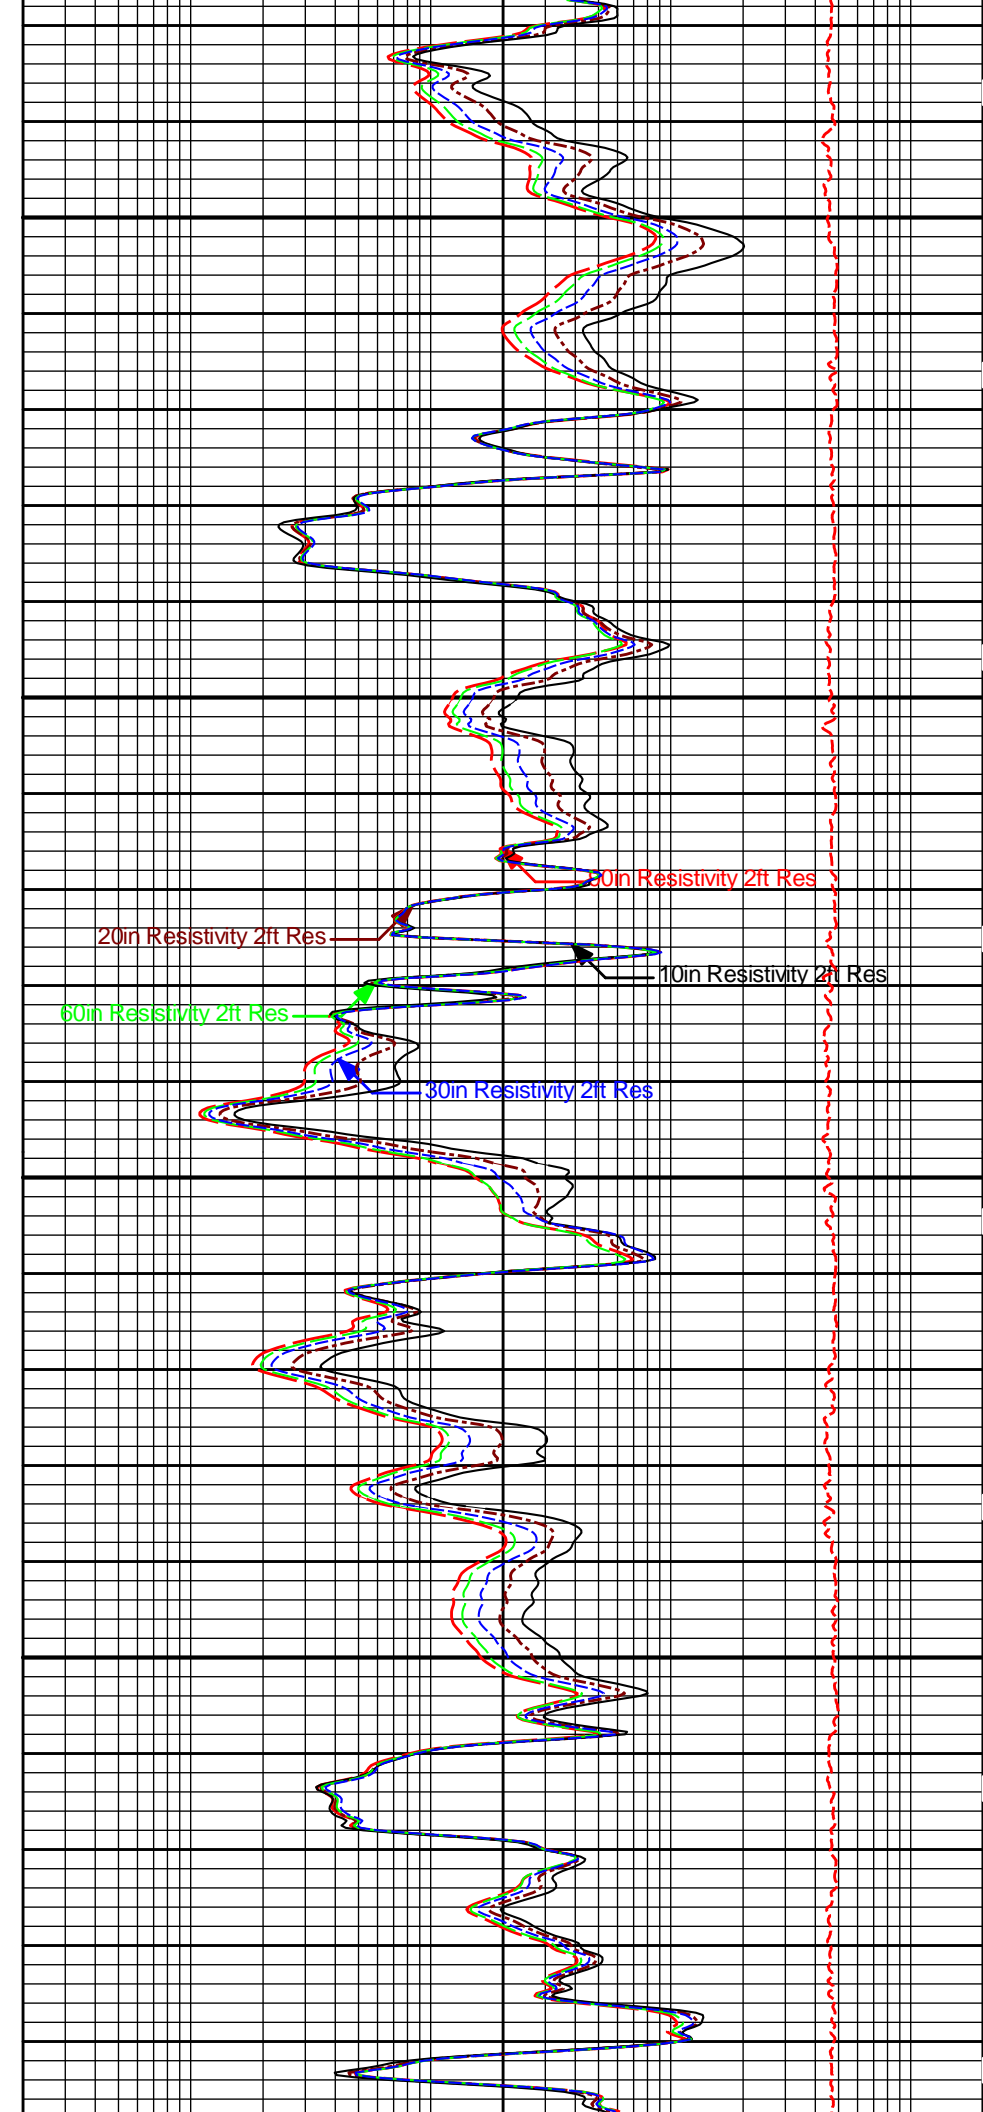 0in Resistivity 2ft Res
20in Resistivity 2ft Res
10in Resistivity 2ft Res
60in Resistivity 2ft Res
30in Resistivity 2ft Res